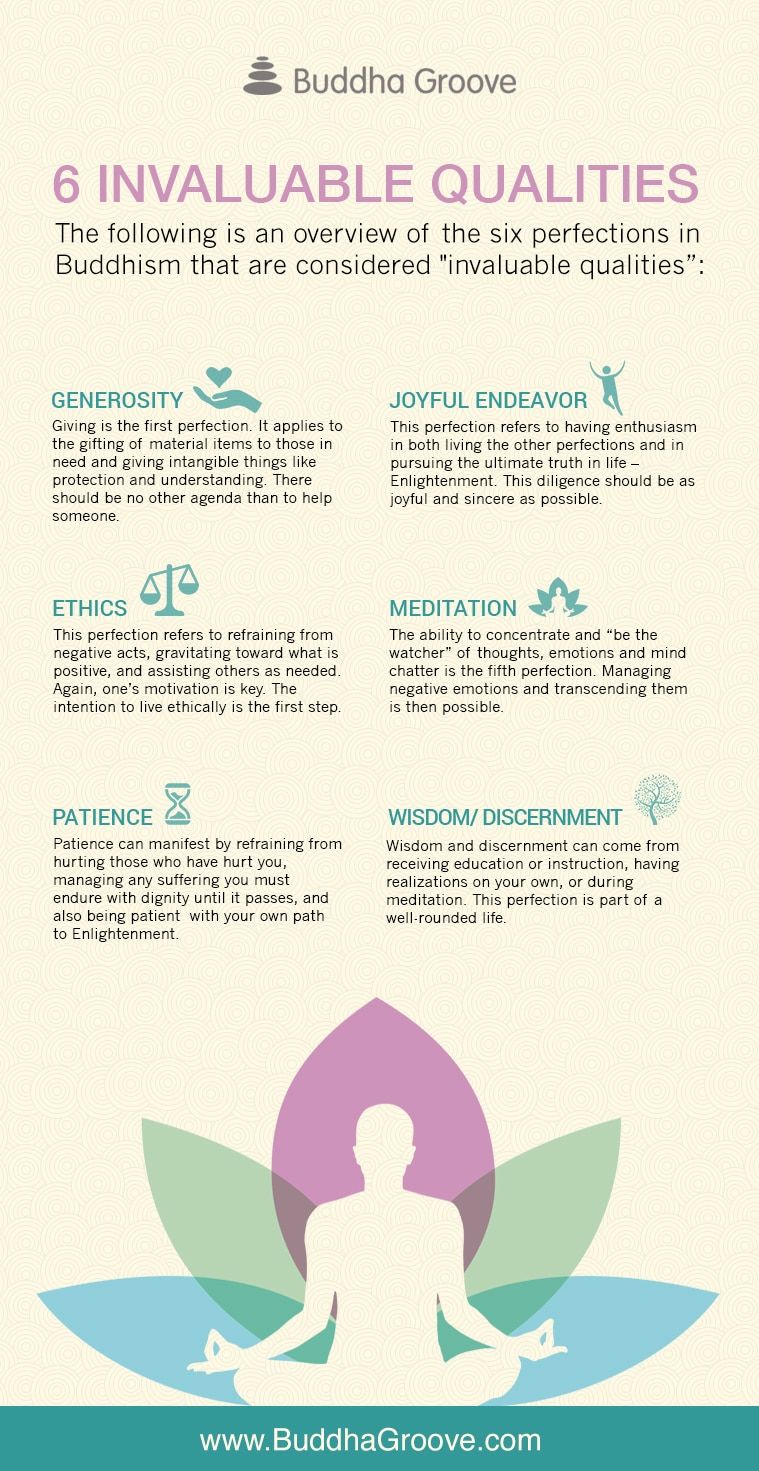 Buddha Groove
6 INVALUABLE QUALITIES
The following is an overview of the six perfections in
Buddhism that are considered "invaluable qualities”:
GENEROSITY
Giving is the first perfection. It applies to
the gifting of material items to those in
need and giving intangible things like
protection and understanding. There
should be no other agenda than to help
someone.
JOYFUL ENDEAVOR
This perfection refers to having enthusiasm
in both living the other perfections and in
pursuing the ultimate truth in life –
Enlightenment. This diligence should be as
joyful and sincere as possible.
ETHICS
This perfection refers to refraining from
negative acts, gravitating toward what is
positive, and assisting others as needed.
Again, one’s motivation is key. The
intention to live ethically is the first step.
MEDITATION
The ability to concentrate and “be the
watcher” of thoughts, emotions and mind
chatter is the fifth perfection. Managing
negative emotions and transcending them
is then possible.
PATIENCE
Patience can manifest by refraining from
hurting those who have hurt you,
managing any suffering you must
endure with dignity until it passes, and
also being patient with your own path
to Enlightenment.
WISDOM/ DISCERNMENT
Wisdom and discernment can come from
receiving education or instruction, having
realizations on your own, or during
meditation. This perfection is part of a
well-rounded life.
www.BuddhaGroove.com